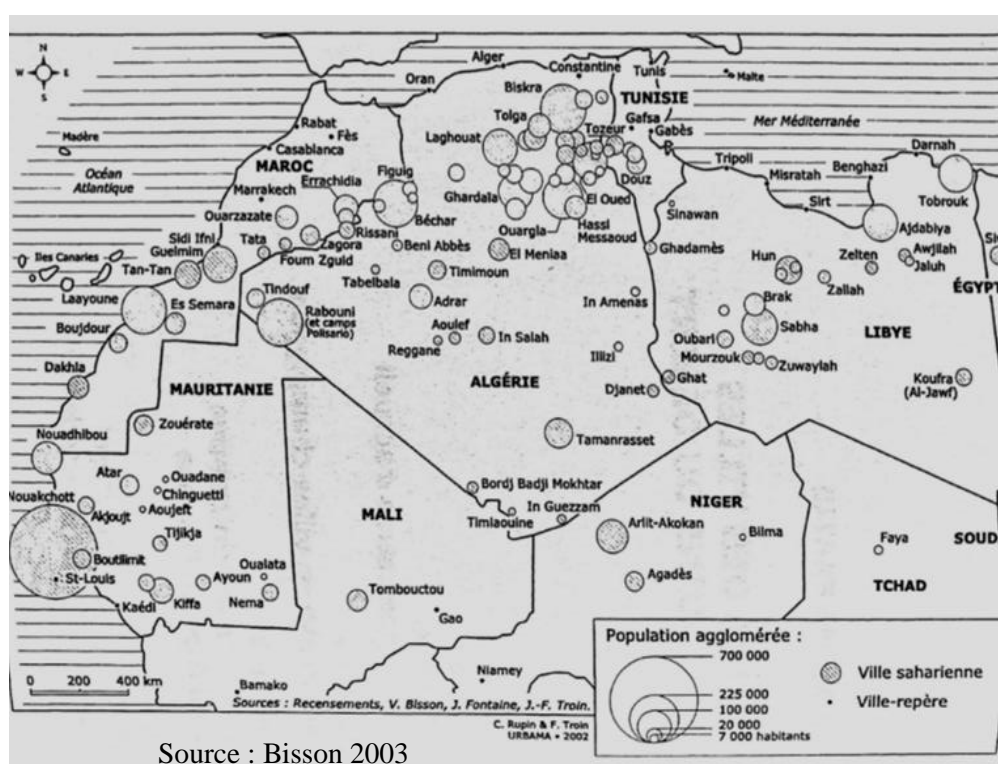 N
W E
S
Alger
Constantine
Tunis
Malte
Oran
Biskra
TUNISIE
Tolga
Gafsa
Madère
Rabat
Fès
Laghouat
Tozeur
Gabès
Mer Méditerranée
Casablanca
Océan
Atlantique
MAROC
Figuig
Darnah
Tripoli
Benghazi
Misratah
Errachidia
Marrakech
Ghardala
Douz
Sirt
Tobrouk
Ouarzazate
Béchar
El Oued
Sinawan
Rissani
Ouargla
Hassi
Messaoud
Ajdabiya
Sidi Ifni
Guelmim
Tata
Zagora
Beni Abbès
Ghadamès
Foum Zguid
El Meniaa
Awjilah
Iles Canaries
Tan-Tan
Hun
Zelten
Jaluh
Tabelbala
Timimoun
Zallah
ÉGYPT
Laayoune
Es Semara
Tindouf
Adrar
In Amenas
Brak
Rabouni
(et camps
Polisario)
Boujdour
Aoulef
In Salah
Sabha
LIBYE
Reggane
Oubari
Illizi
Mourzouk
Zuwaylah
Dakhla
MAURITANIE
ALGÉRIE
Djanet
Ghat
Koufra
(Al-Jawf)
Zouérate
Nouadhibou
Tamanrasset
Atar
Ouadane
Chinguetti
Bordj Badji Mokhtar
Nouakchott
Akjoujt
Aoujeft
MALI
Timiaouine
In Guezzam
NIGER
Arlit-Akokan
Bilma
Tijikja
Faya
SOUD
Boutilimit
Oualata
St-Louis
Ayoun
Agadès
TCHAD
Kaédi
Kiffa
Nema
Tombouctou
Gao
Niamey
Bamako
0 200 400 km
Sources : Recensements, V. Bisson, J. Fontaine, J.-F. Troin.
C. Rupin & F. Troin
URBAMA • 2002
Population agglomérée :
700 000
225 000
100 000
20 000
7 000 habitants
Ville saharienne
Ville-repère
Source : Bisson 2003